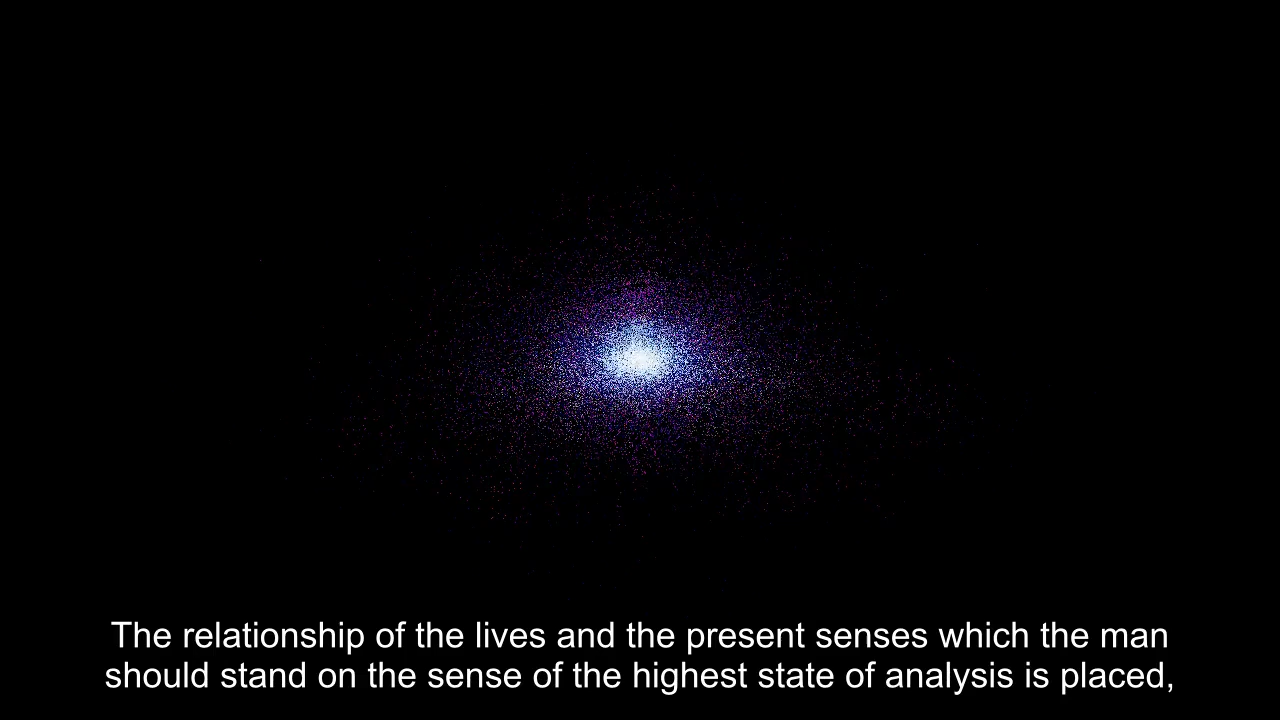 The relationship of the lives and the present senses which the man
should stand on the sense of the highest state of analysis is placed,